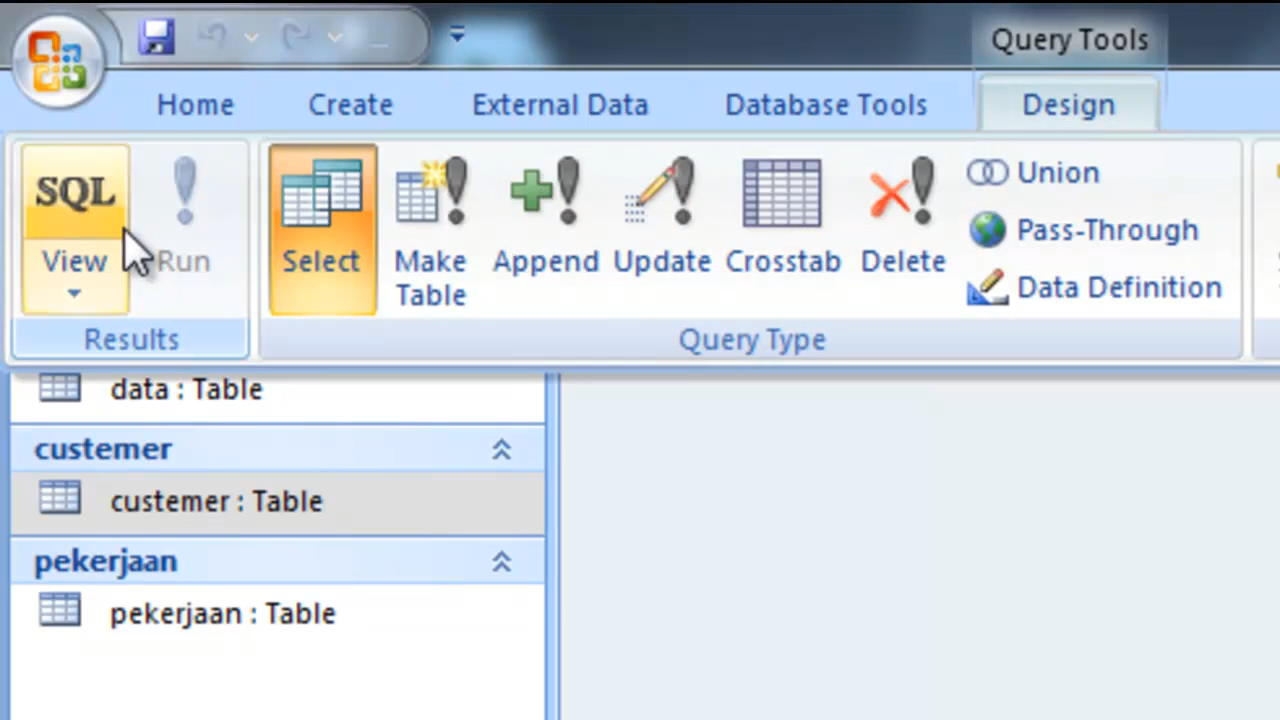 Query Tools
Home Create External Data Database Tools Design
SQL View
Run
Select
Make Table
Append
Update
Crosstab
Delete
Union
Pass-Through
Data Definition
Results
Query Type
data : Table
custemer
custemer : Table
pekerjaan
pekerjaan : Table